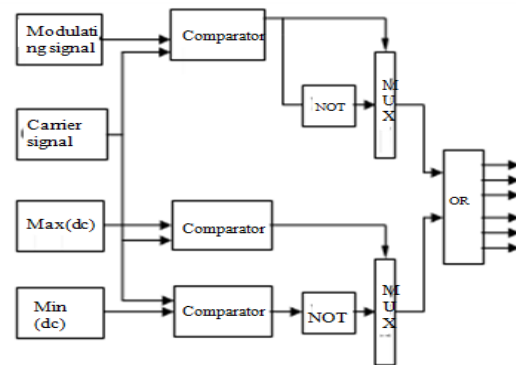 Modulati
ng signal
Comparator
Carrier
signal
NOT
M
U
X
Max(dc)
Comparator
OR
Min
(dc)
Comparator
NOT
M
U
X